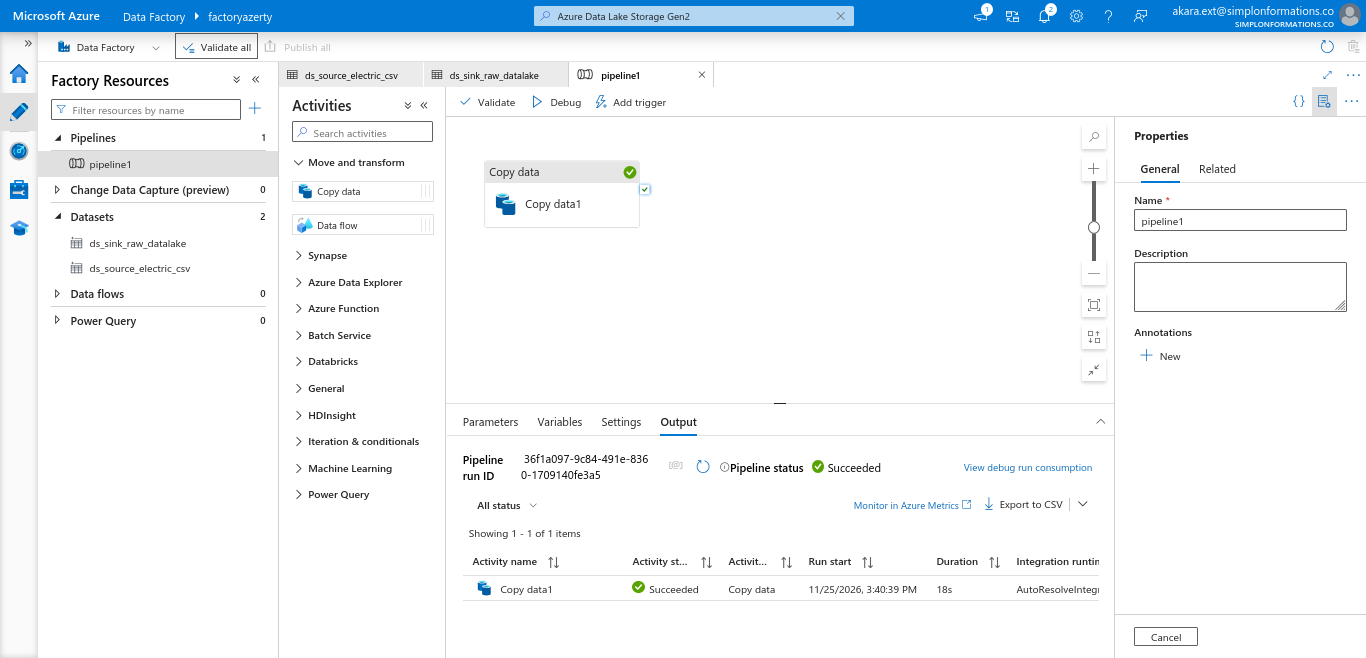 Microsoft Azure
Data Factory
factoryazerty
Azure Data Lake Storage Gen2
1
2
akara.ext@simplonformations.co
SIMPLONFORMATIONS.CO
Data Factory
Validate all
Publish all
Factory Resources
Filter resources by name
Pipelines
1
pipeline1
Change Data Capture (preview)
0
Datasets
2
ds_sink_raw_datalake
ds_source_electric_csv
Data flows
0
Power Query
0
ds_source_electric_csv
ds_sink_raw_datalake
pipeline1
Activities
Search activities
Move and transform
Copy data
Data flow
Synapse
Azure Data Explorer
Azure Function
Batch Service
Databricks
General
HDInsight
Iteration & conditionals
Machine Learning
Power Query
Validate
Debug
Add trigger
Copy data
Copy data1
Parameters
Variables
Settings
Output
Pipeline
run ID
36f1a097-9c84-491e-836
0-1709140fe3a5
Pipeline status
Succeeded
View debug run consumption
All status
Monitor in Azure Metrics
Export to CSV
Showing 1 - 1 of 1 items
Activity name
Activity st...
Activit...
Run start
Duration
Integration runtin
Copy data1
Succeeded
Copy data
11/25/2026, 3:40:39 PM
18s
AutoResolveIntegr
Properties
General
Related
Name *
pipeline1
Description
Annotations
New
Cancel